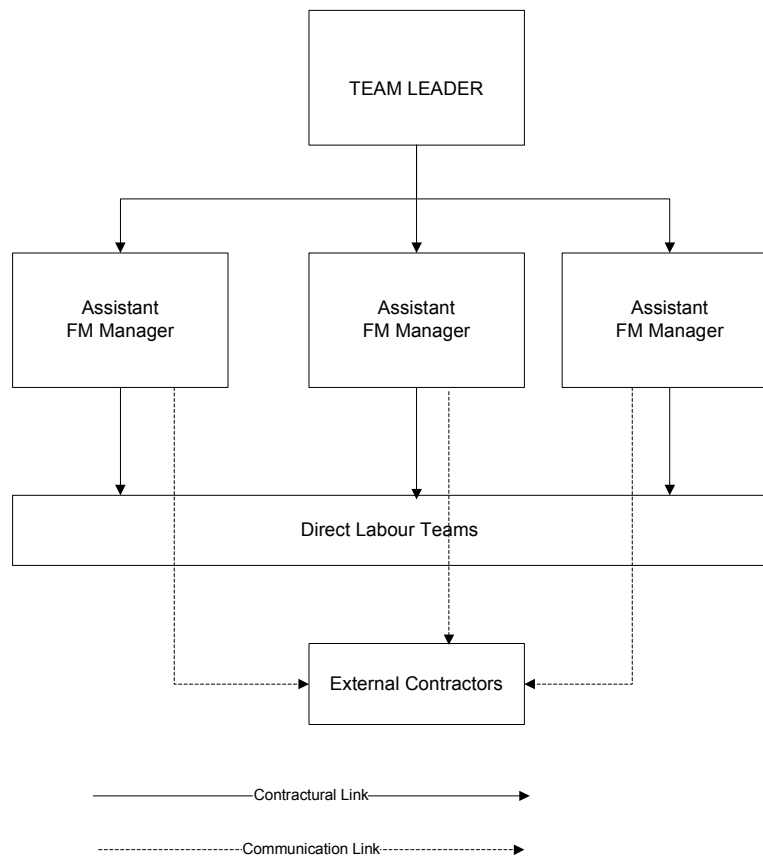 TEAM LEADER
Assistant
FM Manager
Assistant
FM Manager
Assistant
FM Manager
Direct Labour Teams
External Contractors
Contractural Link
Communication Link